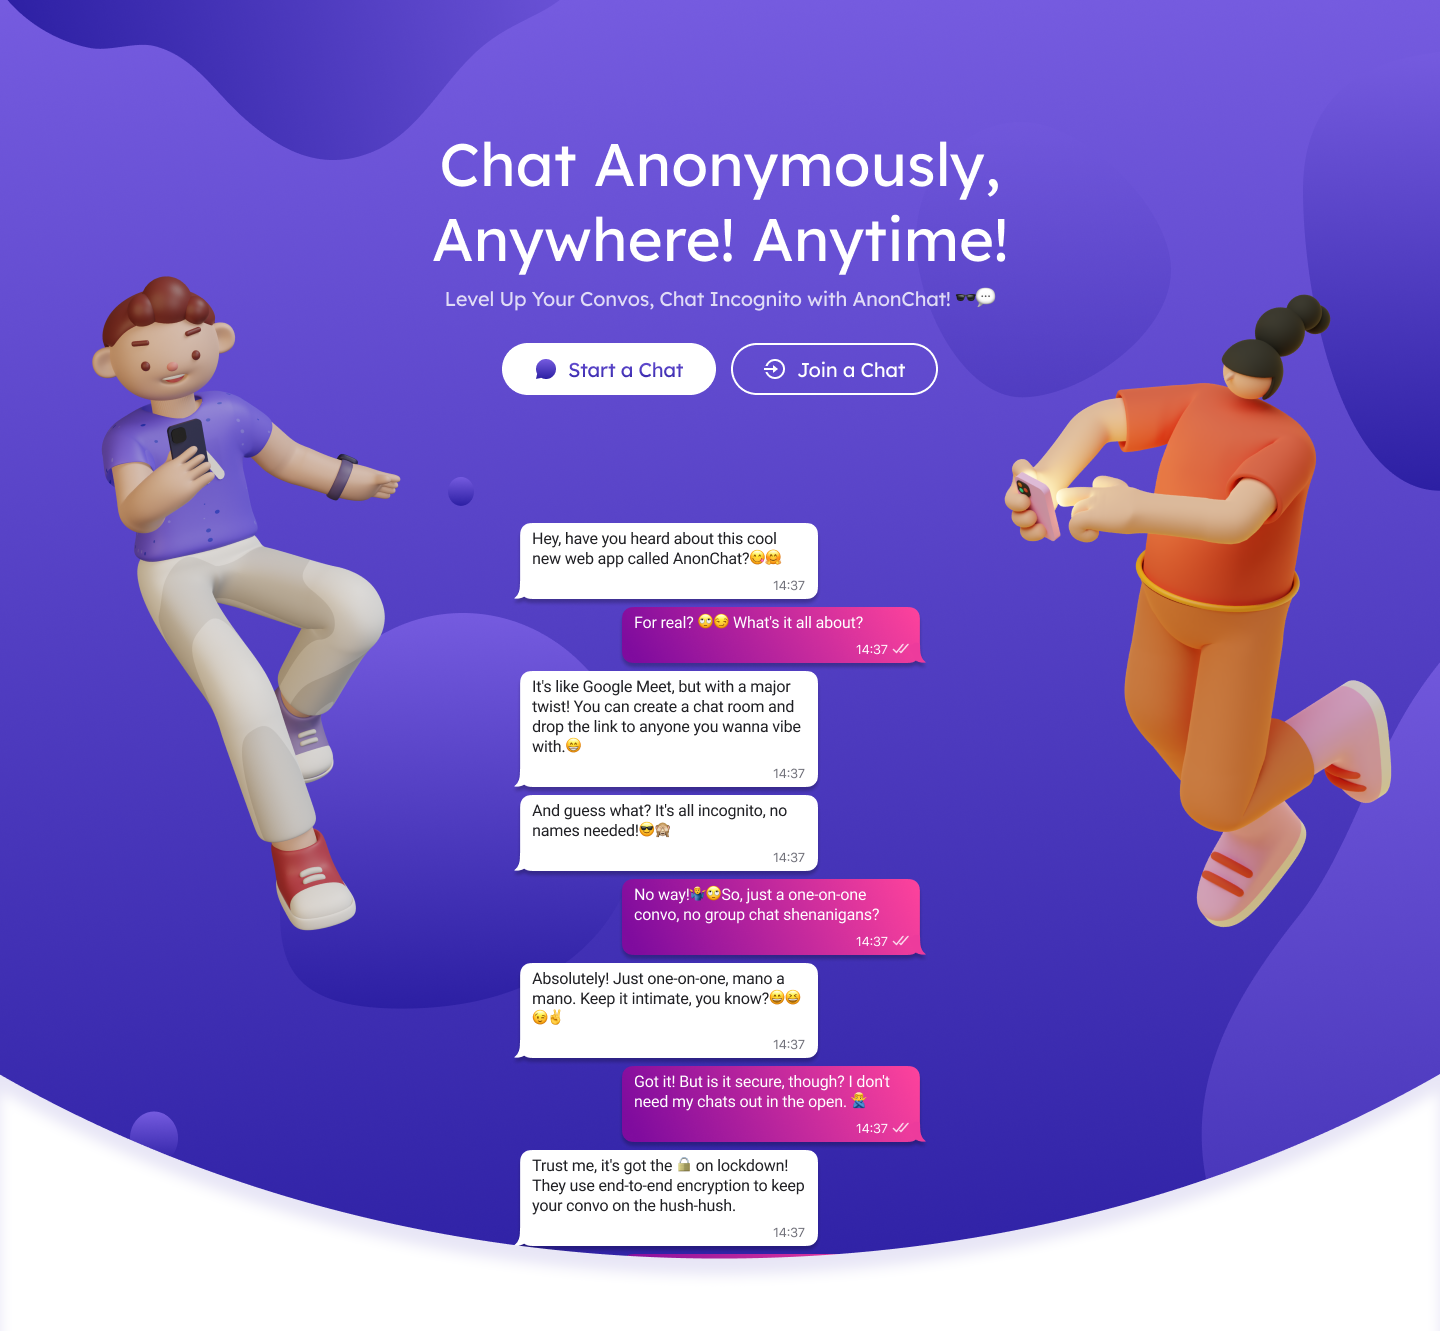 Chat Anonymously,
Anywhere! Anytime!
Level Up Your Convos, Chat Incognito with AnonChat! 🕶️💬
Start a Chat
Join a Chat
Hey, have you heard about this cool
new web app called AnonChat?😋🤗
14:37
For real? 🙄😏 What's it all about?
14:37
It's like Google Meet, but with a major
twist! You can create a chat room and
drop the link to anyone you wanna vibe
with.😁
14:37
And guess what? It's all incognito, no
names needed!😎🙈
14:37
No way!🤷‍♂️🙄So, just a one-on-one
convo, no group chat shenanigans?
14:37
Absolutely! Just one-on-one, mano a
mano. Keep it intimate, you know?😄😆
😉✌️
14:37
Got it! But is it secure, though? I don't
need my chats out in the open. 🙅‍♂️
14:37
Trust me, it's got the 🔒 on lockdown!
They use end-to-end encryption to keep
your convo on the hush-hush.
14:37